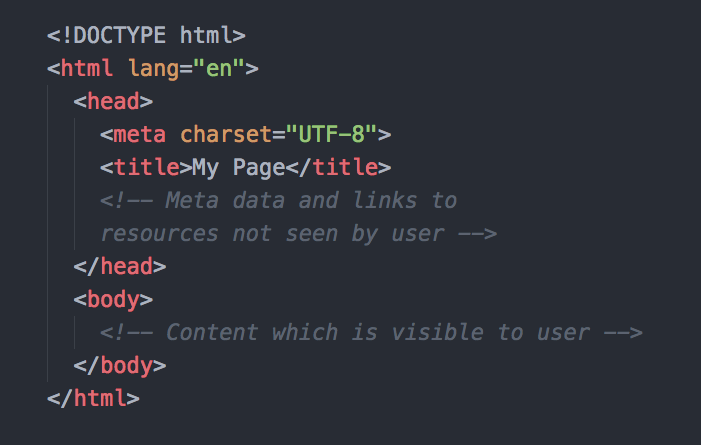 <!DOCTYPE html>
<html lang="en">
<head>
<meta charset="UTF-8">
<title>My Page</title>
<!-- Meta data and links to
resources not seen by user -->
</head>
<body>
<!-- Content which is visible to user -->
</body>
</html>